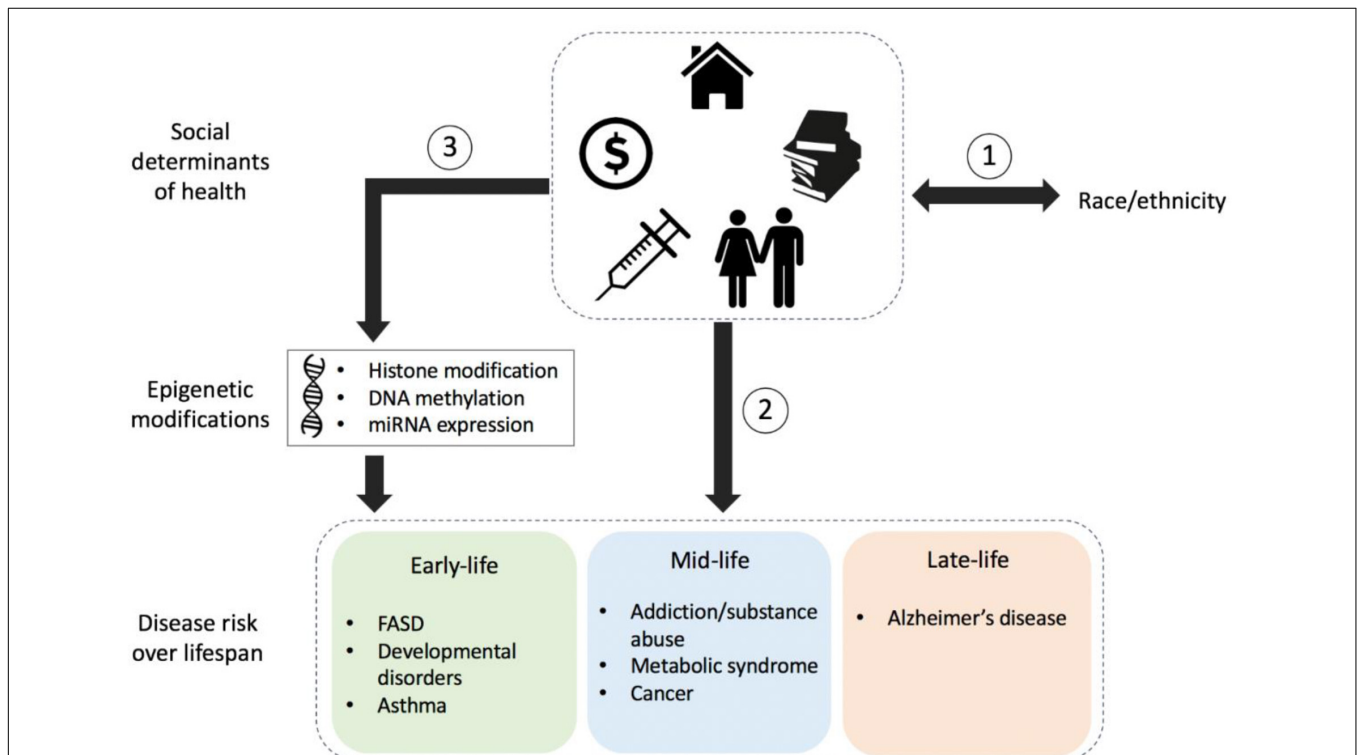 Social
determinants
of health
3
$
1
Race/ethnicity
Epigenetic
modifications
• Histone modification
• DNA methylation
• miRNA expression
2
Disease risk
over lifespan
Early-life
• FASD
• Developmental
disorders
• Asthma
Mid-life
• Addiction/substance
abuse
• Metabolic syndrome
• Cancer
Late-life
• Alzheimer’s disease